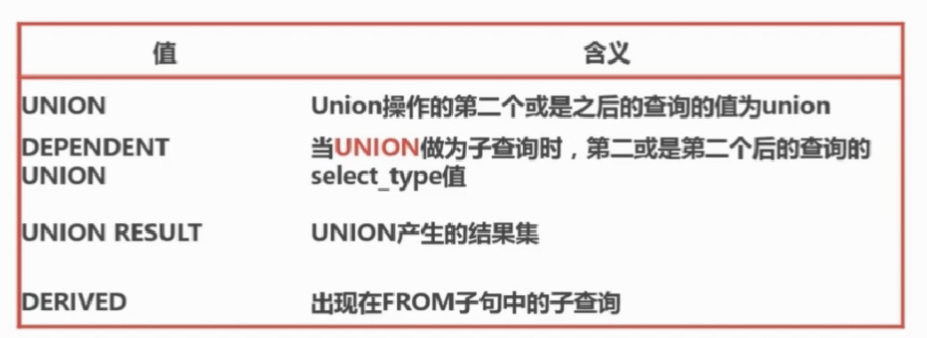 值 含义
UNION Union操作的第二个或是之后的查询的值为union
DEPENDENT 当UNION做为子查询时，第二或是第二个后的查询的
UNION select_type值
UNION RESULT UNION产生的结果集
DERIVED 出现在FROM子句中的子查询